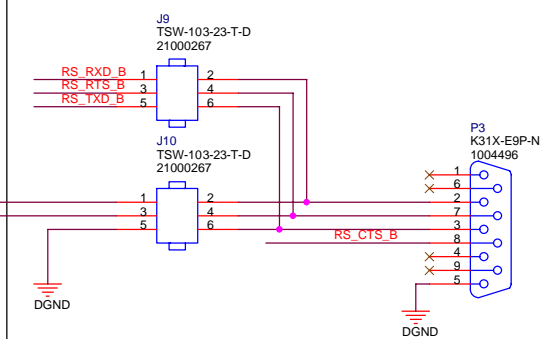 J9
TSW-103-23-T-D
21000267
RS_RXD_B 1 2
RS_RTS_B 3 4
RS_TXD_B 5 6
J10
TSW-103-23-T-D
21000267
1 2
3 4
5 6
DGND
P3
K31X-E9P-N
1004496
1
6
2
7
3
RS_CTS_B 8
4
9
5
DGND